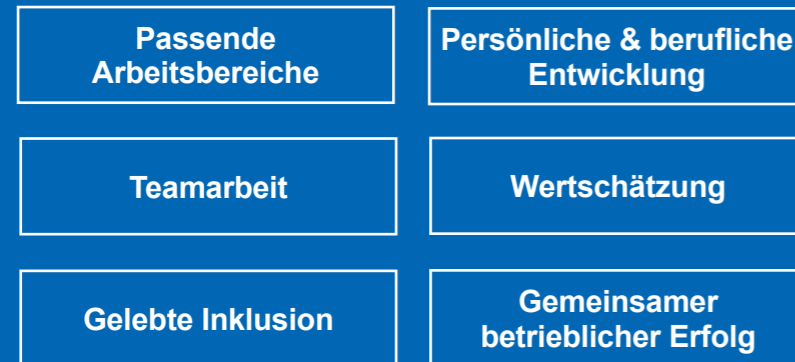 Passende
Arbeitsbereiche
Persönliche & berufliche
Entwicklung
Teamarbeit
Wertschätzung
Gelebte Inklusion
Gemeinsamer
betrieblicher Erfolg